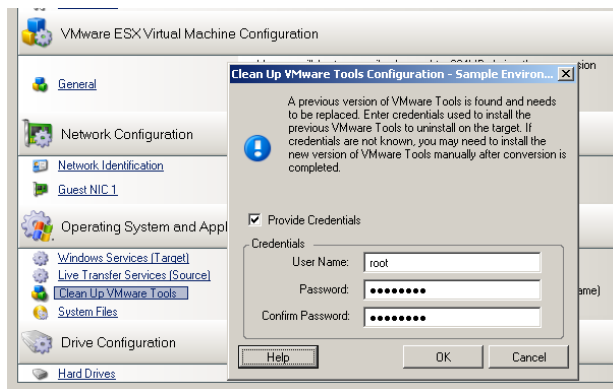 VMware ESX Virtual Machine Configuration
General
Clean Up VMware Tools Configuration - Sample Environ...
A previous version of VMware Tools is found and needs
to be replaced. Enter credentials used to install the
previous VMware Tools to uninstall on the target. If
credentials are not known, you may need to install the
new version of VMware Tools manually after conversion is
completed.
Network Configuration
Network Identification
Guest NIC 1
Operating System and Appl
Provide Credentials
Credentials
Windows Services (Target)
User Name: root
Live Transfer Services (Source)
Clean Up VMware Tools
Password: ●●●●●●●●
ame)
System Files
Confirm Password: ●●●●●●●●
Drive Configuration
Help OK Cancel
Hard Drives